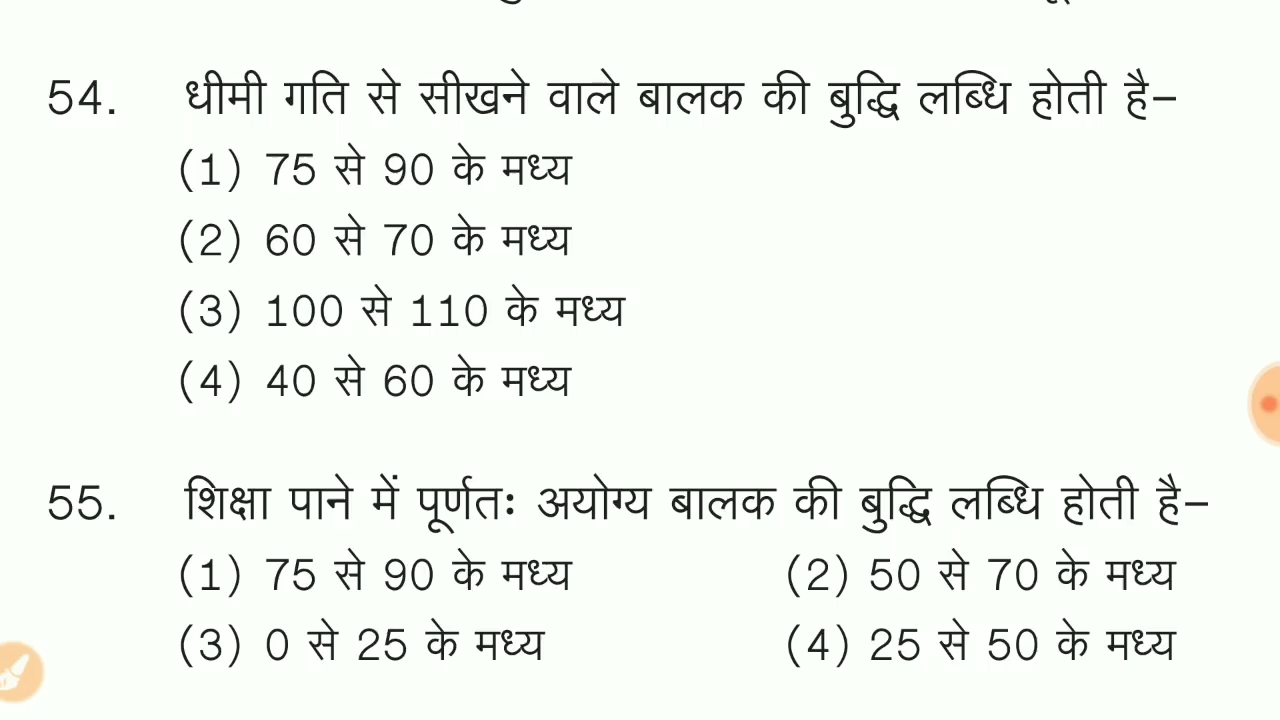 54. धीमी गति से सीखने वाले बालक की बुद्धि लब्धि होती है–
(1) 75 से 90 के मध्य
(2) 60 से 70 के मध्य
(3) 100 से 110 के मध्य
(4) 40 से 60 के मध्य
55. शिक्षा पाने में पूर्णतः अयोग्य बालक की बुद्धि लब्धि होती है–
(1) 75 से 90 के मध्य (2) 50 से 70 के मध्य
(3) 0 से 25 के मध्य (4) 25 से 50 के मध्य